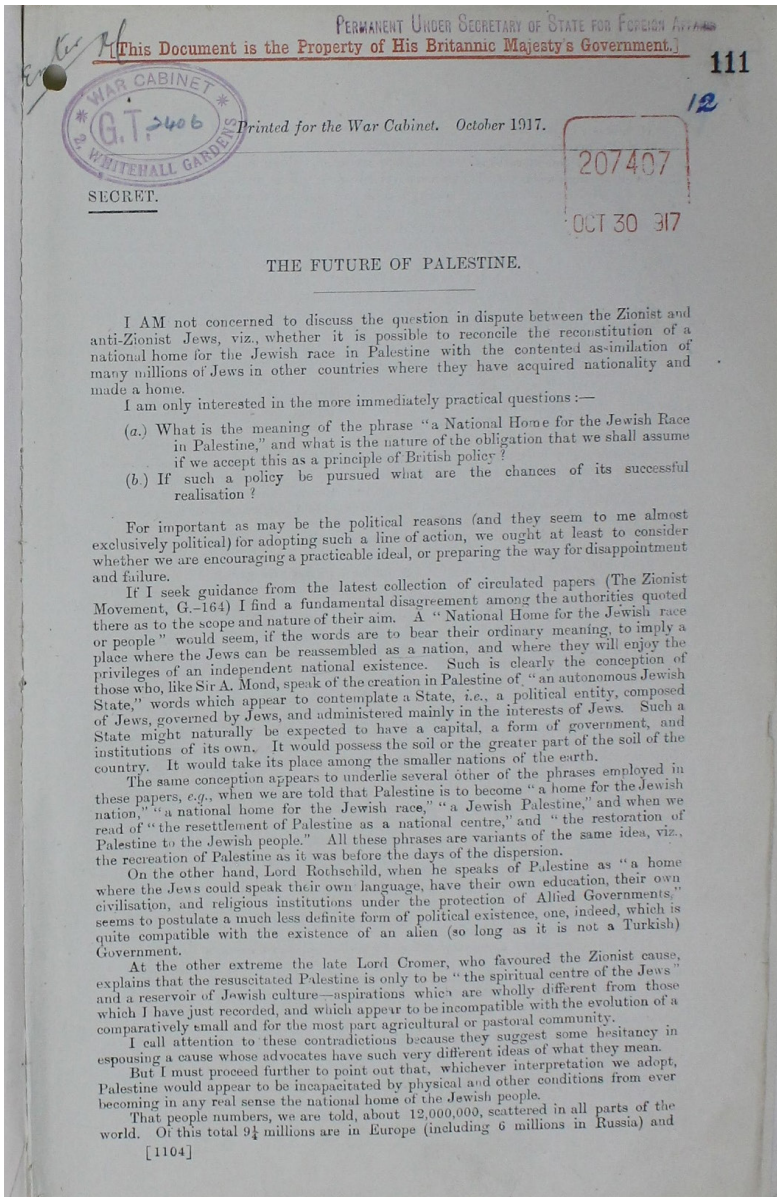 PERMANENT UNDER SECRETARY OF STATE FOR FOREIGN AFFAIRS
[This Document is the Property of His Britannic Majesty's Government.]
111
12
WAR CABINET
G.T. 2406
2, WHITEHALL GARDENS
Printed for the War Cabinet. October 1917.
207407
OCT 30 917
SECRET.
THE FUTURE OF PALESTINE.
I AM not concerned to discuss the question in dispute between the Zionist and
anti-Zionist Jews, viz., whether it is possible to reconcile the reconstitution of a
national home for the Jewish race in Palestine with the contented as-imilation of
many millions of Jews in other countries where they have acquired nationality and
made a home.
I am only interested in the more immediately practical questions :—
(a.) What is the meaning of the phrase "a National Home for the Jewish Race
in Palestine," and what is the nature of the obligation that we shall assume
if we accept this as a principle of British policy ?
(b.) If such a policy be pursued what are the chances of its successful
realisation ?
For important as may be the political reasons (and they seem to me almost
exclusively political) for adopting such a line of action, we ought at least to consider
whether we are encouraging a practicable ideal, or preparing the way for disappointment
and failure.
If I seek guidance from the latest collection of circulated papers (The Zionist
Movement, G.-164) I find a fundamental disagreement among the authorities quoted
there as to the scope and nature of their aim. A "National Home for the Jewish race
or people" would seem, if the words are to bear their ordinary meaning, to imply a
place where the Jews can be reassembled as a nation, and where they will enjoy the
privileges of an independent national existence. Such is clearly the conception of
those who, like Sir A. Mond, speak of the creation in Palestine of "an autonomous Jewish
State," words which appear to contemplate a State, i.e., a political entity, composed
of Jews, governed by Jews, and administered mainly in the interests of Jews. Such a
State might naturally be expected to have a capital, a form of government, and
institutions of its own. It would possess the soil or the greater part of the soil of the
country. It would take its place among the smaller nations of the earth.
The same conception appears to underlie several other of the phrases employed in
these papers, e.g., when we are told that Palestine is to become "a home for the Jewish
nation," "a national home for the Jewish race," "a Jewish Palestine," and when we
read of "the resettlement of Palestine as a national centre," and "the restoration of
Palestine to the Jewish people." All these phrases are variants of the same idea, viz.,
the recreation of Palestine as it was before the days of the dispersion.
On the other hand, Lord Rothschild, when he speaks of Palestine as "a home
where the Jews could speak their own language, have their own education, their own
civilisation, and religious institutions under the protection of Allied Governments,"
seems to postulate a much less definite form of political existence, one, indeed, which is
quite compatible with the existence of an alien (so long as it is not a Turkish)
Government.
At the other extreme the late Lord Cromer, who favoured the Zionist cause,
explains that the resuscitated Palestine is only to be "the spiritual centre of the Jews"
and a reservoir of Jewish culture—aspirations which are wholly different from those
which I have just recorded, and which appear to be incompatible with the evolution of a
comparatively small and for the most part agricultural or pastoral community.
I call attention to these contradictions because they suggest some hesitancy in
espousing a cause whose advocates have such very different ideas of what they mean.
But I must proceed further to point out that, whichever interpretation we adopt,
Palestine would appear to be incapacitated by physical and other conditions from ever
becoming in any real sense the national home of the Jewish people.
That people numbers, we are told, about 12,000,000, scattered in all parts of the
world. Of this total 9¼ millions are in Europe (including 6 millions in Russia) and
[1104]